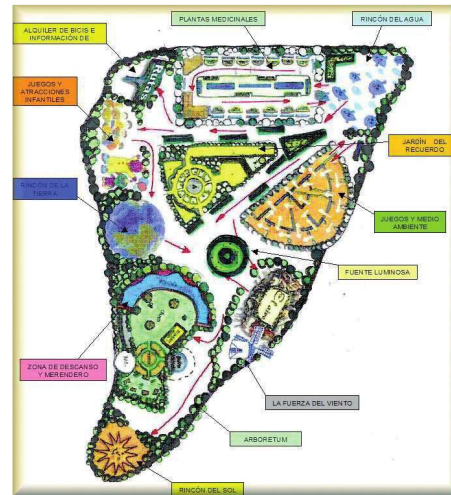 PLANTAS MEDICINALES
RINCÓN DEL AGUA
ALQUILER DE BICIS E
INFORMACIÓN DE
JUEGOS Y
ATRACCIONES
INFANTILES
JARDÍN DEL
RECUERDO
RINCÓN DE LA
TIERRA
JUEGOS Y MEDIO
AMBIENTE
FUENTE LUMINOSA
ZONA DE DESCANSO
Y MERENDERO
LA FUERZA DEL VIENTO
ARBORETUM
RINCÓN DEL SOL